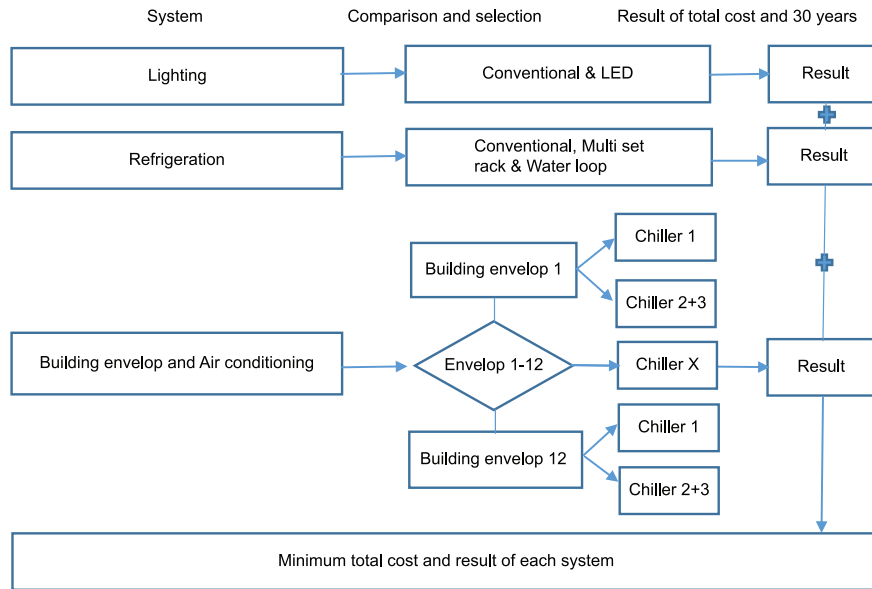 System
Comparison and selection
Result of total cost and 30 years
Lighting
Conventional & LED
Result
Refrigeration
Conventional, Multi set
rack & Water loop
Result
Building envelop 1
Chiller 1
Chiller 2+3
Building envelop and Air conditioning
Envelop 1-12
Chiller X
Result
Building envelop 12
Chiller 1
Chiller 2+3
Minimum total cost and result of each system